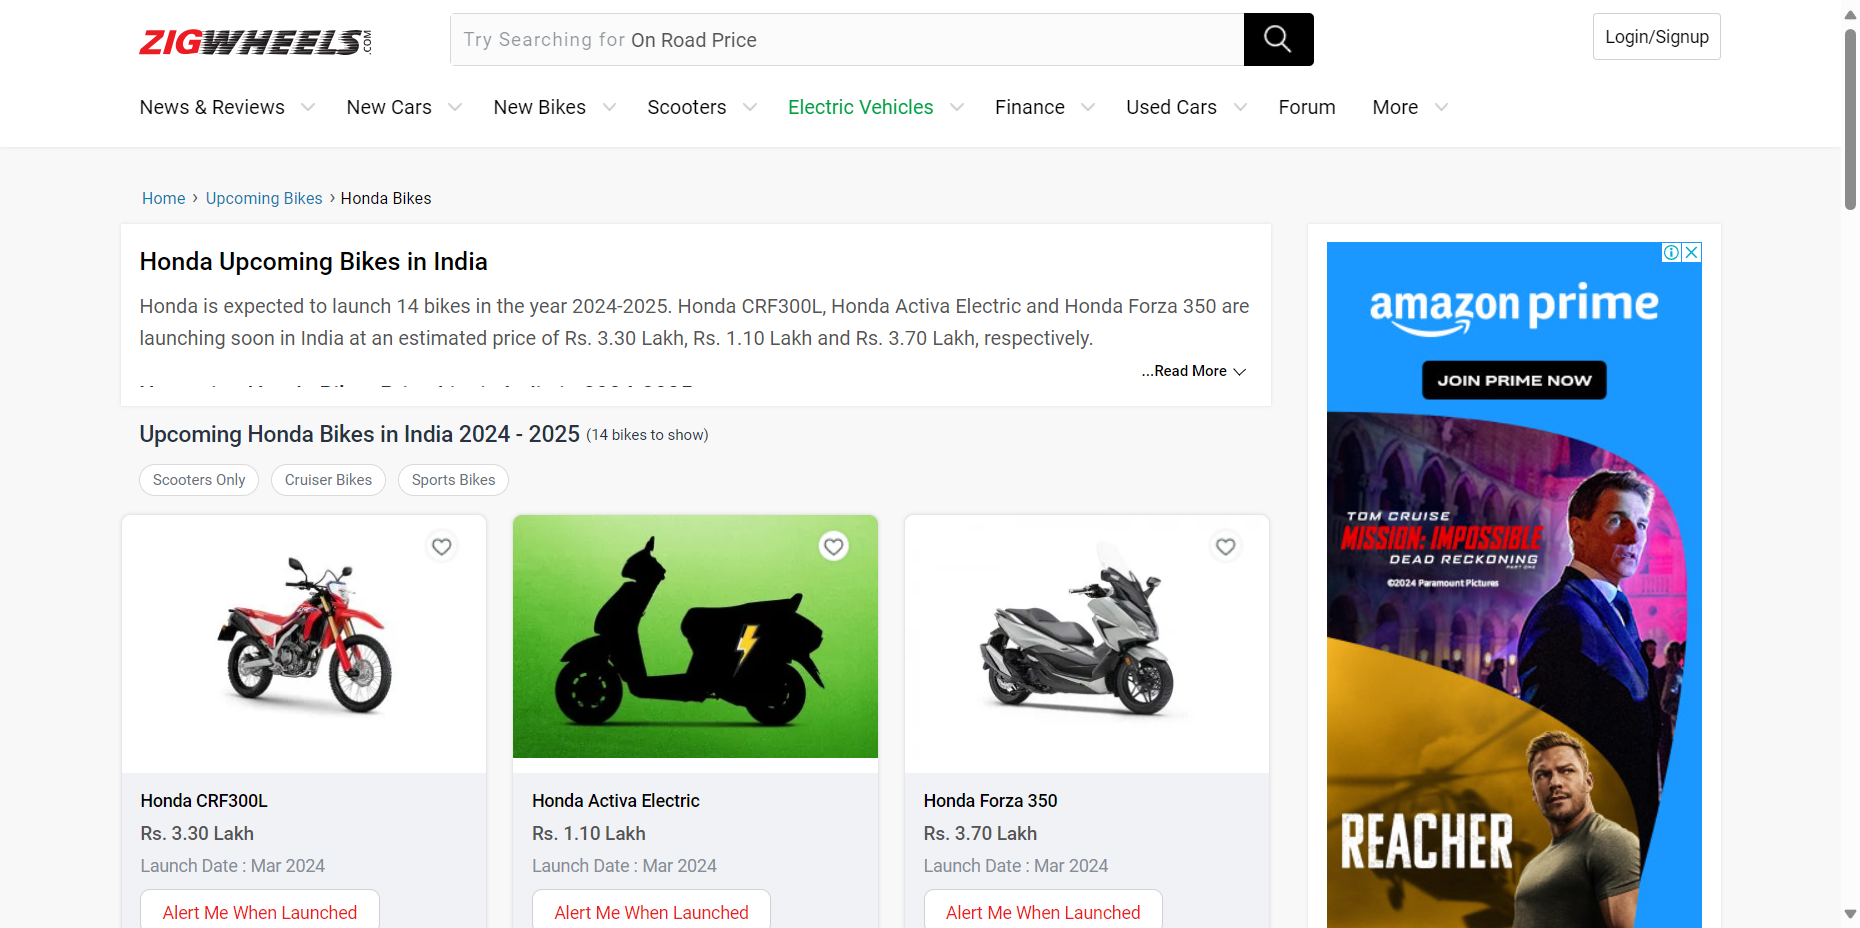 ZIGWHEELS.COM
Try Searching for On Road Price
Login/Signup
News & Reviews
New Cars
New Bikes
Scooters
Electric Vehicles
Finance
Used Cars
Forum
More
Home › Upcoming Bikes › Honda Bikes
Honda Upcoming Bikes in India
Honda is expected to launch 14 bikes in the year 2024-2025. Honda CRF300L, Honda Activa Electric and Honda Forza 350 are
launching soon in India at an estimated price of Rs. 3.30 Lakh, Rs. 1.10 Lakh and Rs. 3.70 Lakh, respectively.
...Read More
Upcoming Honda Bikes in India 2024 - 2025 (14 bikes to show)
Scooters Only
Cruiser Bikes
Sports Bikes
Honda CRF300L
Rs. 3.30 Lakh
Launch Date : Mar 2024
Alert Me When Launched
Honda Activa Electric
Rs. 1.10 Lakh
Launch Date : Mar 2024
Alert Me When Launched
Honda Forza 350
Rs. 3.70 Lakh
Launch Date : Mar 2024
Alert Me When Launched
amazon prime
JOIN PRIME NOW
TOM CRUISE
MISSION: IMPOSSIBLE
DEAD RECKONING
PART ONE
©2024 Paramount Pictures
REACHER